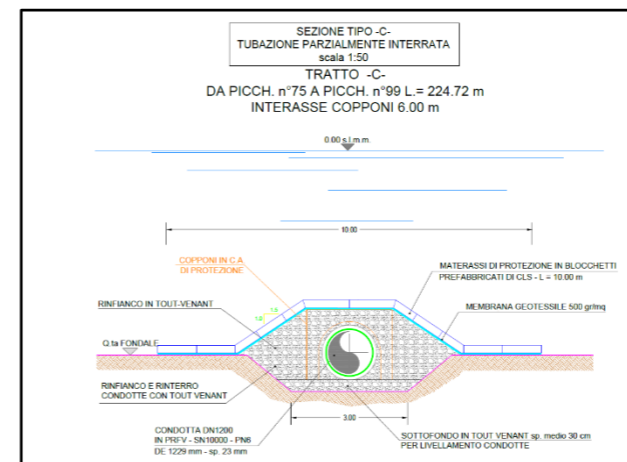 SEZIONE TIPO -C-
TUBAZIONE PARZIALMENTE INTERRATA
scala 1:50
TRATTO -C-
DA PICCH. n°75 A PICCH. n°99 L.= 224.72 m
INTERASSE COPPONI 6.00 m
0.00 s.l.m.m.
10.00
COPPONI IN C.A.
DI PROTEZIONE
MATERASSI DI PROTEZIONE IN BLOCCHETTI
PREFABBRICATI DI CLS - L = 10.00 m
RINFIANCO IN TOUT-VENANT
MEMBRANA GEOTESSILE 500 gr/mq
Q.ta FONDALE
RINFIANCO E RINTERRO
CONDOTTE CON TOUT VENANT
3.00
CONDOTTA DN1200
IN PRFV - SN10000 - PN6
DE 1229 mm - sp. 23 mm
SOTTOFONDO IN TOUT VENANT sp. medio 30 cm
PER LIVELLAMENTO CONDOTTE